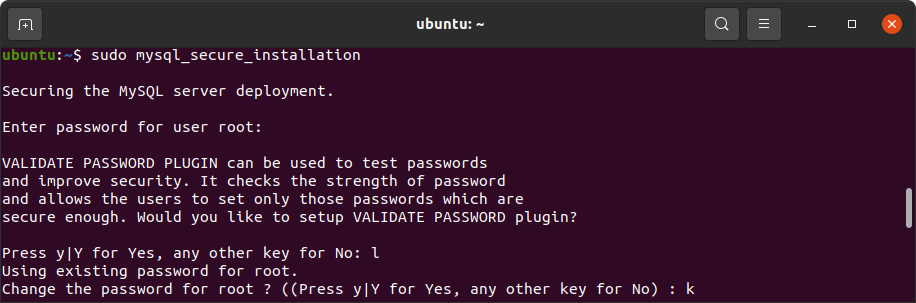 ubuntu: ~
ubuntu:~$ sudo mysql_secure_installation
Securing the MySQL server deployment.
Enter password for user root:
VALIDATE PASSWORD PLUGIN can be used to test passwords
and improve security. It checks the strength of password
and allows the users to set only those passwords which are
secure enough. Would you like to setup VALIDATE PASSWORD plugin?
Press y|Y for Yes, any other key for No: l
Using existing password for root.
Change the password for root ? ((Press y|Y for Yes, any other key for No) : k